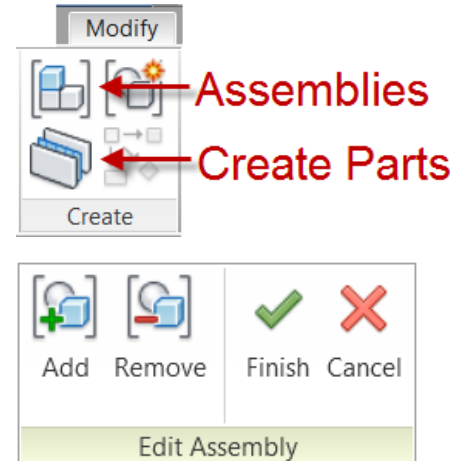 Modify
Assemblies
Create Parts
Create
Add Remove Finish Cancel
Edit Assembly